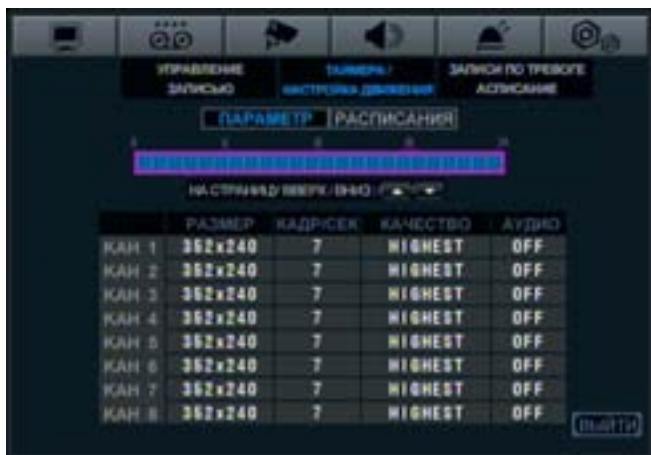 УПРАВЛЕНИЕ ЗАПИСЬЮ
ТАЙМЕРА / НАСТРОЙКА ДВИЖЕНИЯ
ЗАПИСИ ПО ТРЕВОГЕ АСПИСАНИЕ
ПАРАМЕТР РАСПИСАНИЯ
НА СТРАНИЦУ ВВЕРХ / ВНИЗ :
РАЗМЕР КАДР/СЕК КАЧЕСТВО АУДИО
КАН 1 352x240 7 HIGHEST OFF
КАН 2 352x240 7 HIGHEST OFF
КАН 3 352x240 7 HIGHEST OFF
КАН 4 352x240 7 HIGHEST OFF
КАН 5 352x240 7 HIGHEST OFF
КАН 6 352x240 7 HIGHEST OFF
КАН 7 352x240 7 HIGHEST OFF
КАН 8 352x240 7 HIGHEST OFF
ВЫЙТИ